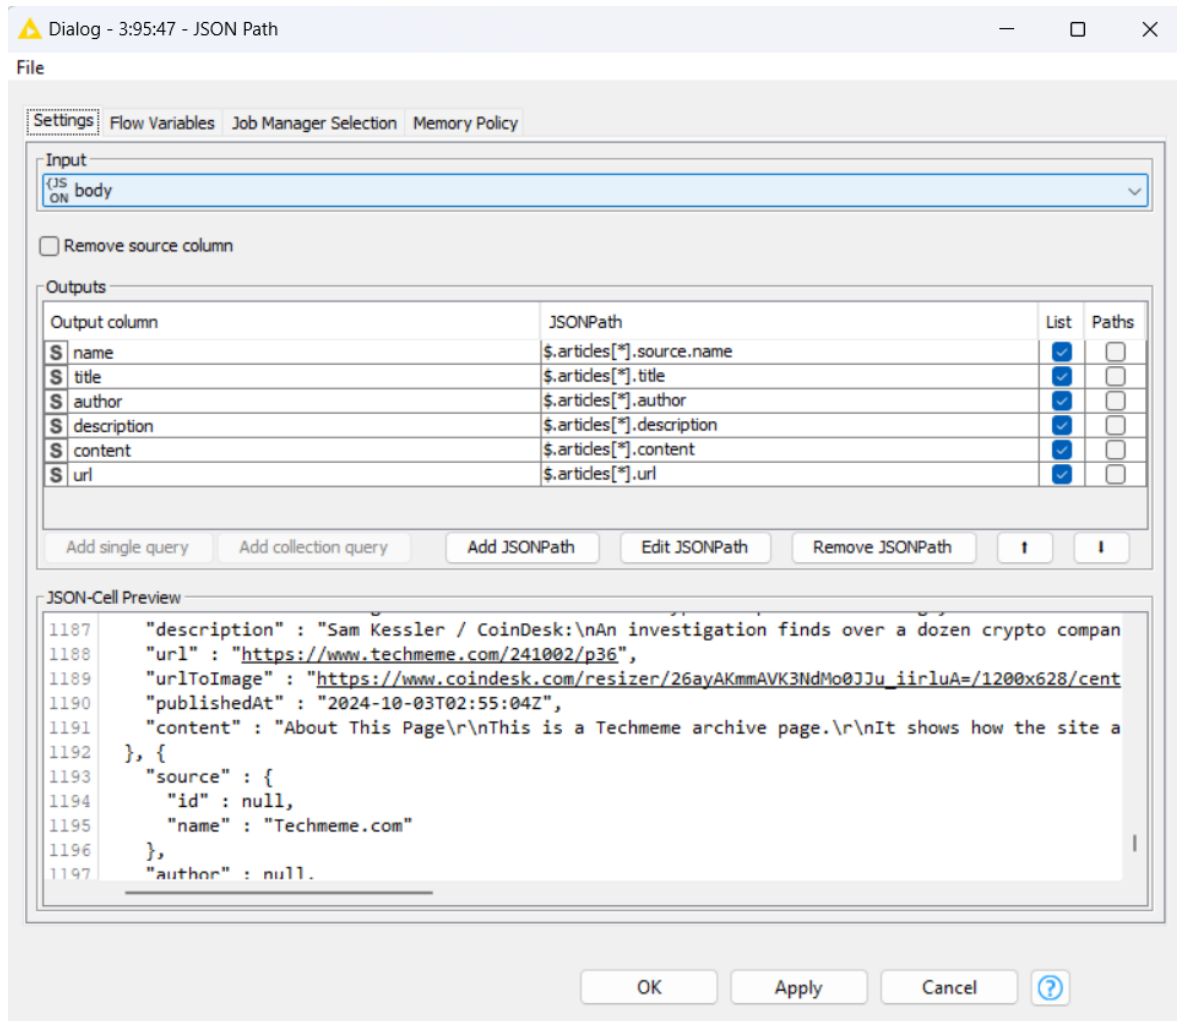 Dialog - 3:95:47 - JSON Path
File
Settings Flow Variables Job Manager Selection Memory Policy
Input
{JS ON body
Remove source column
Outputs
Output column JSONPath List Paths
S name $.articles[*].source.name
S title $.articles[*].title
S author $.articles[*].author
S description $.articles[*].description
S content $.articles[*].content
S url $.articles[*].url
Add single query Add collection query Add JSONPath Edit JSONPath Remove JSONPath
JSON-Cell Preview
1187 "description" : "Sam Kessler / CoinDesk:\nAn investigation finds over a dozen crypto compan
1188 "url" : "https://www.techmeme.com/241002/p36",
1189 "urlToImage" : "https://www.coindesk.com/resizer/26ayAKmmAVK3NdMo0JJu_iirluA=/1200x628/cent
1190 "publishedAt" : "2024-10-03T02:55:04Z",
1191 "content" : "About This Page\r\nThis is a Techmeme archive page.\r\nIt shows how the site a
1192 }, {
1193 "source" : {
1194 "id" : null,
1195 "name" : "Techmeme.com"
1196 },
1197 "author" : null,
OK Apply Cancel ?